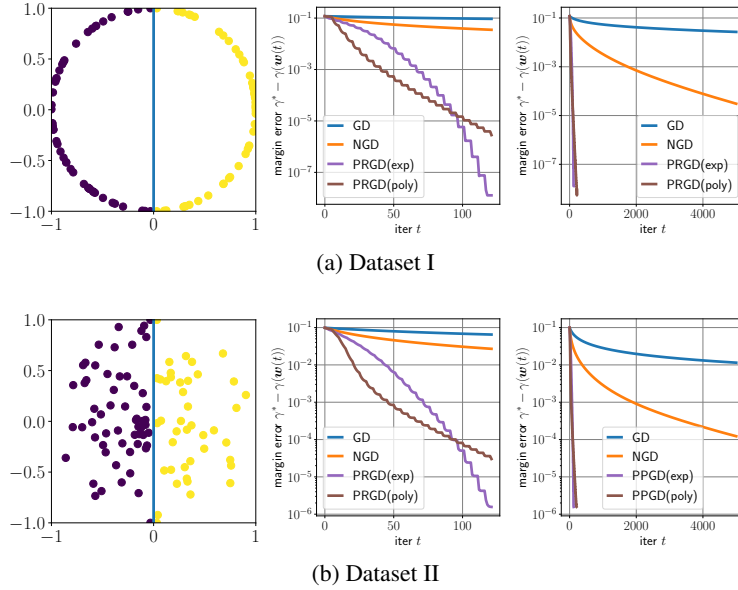 1.0
0.5
0.0
−0.5
−1.0
−1
0
1
margin error γ* − γ(w(t))
10⁻¹
10⁻³
10⁻⁵
10⁻⁷
GD
NGD
PRGD(exp)
PRGD(poly)
0
50
100
iter t
margin error γ* − γ(w(t))
10⁻¹
10⁻³
10⁻⁵
10⁻⁷
GD
NGD
PRGD(exp)
PRGD(poly)
0
2000
4000
iter t
(a) Dataset I
1.0
0.5
0.0
−0.5
−1.0
−1
0
1
margin error γ* − γ(w(t))
10⁻¹
10⁻²
10⁻³
10⁻⁴
10⁻⁵
10⁻⁶
GD
NGD
PRGD(exp)
PRGD(poly)
0
50
100
iter t
margin error γ* − γ(w(t))
10⁻¹
10⁻²
10⁻³
10⁻⁴
10⁻⁵
10⁻⁶
GD
NGD
PPGD(exp)
PPGD(poly)
0
2000
4000
iter t
(b) Dataset II